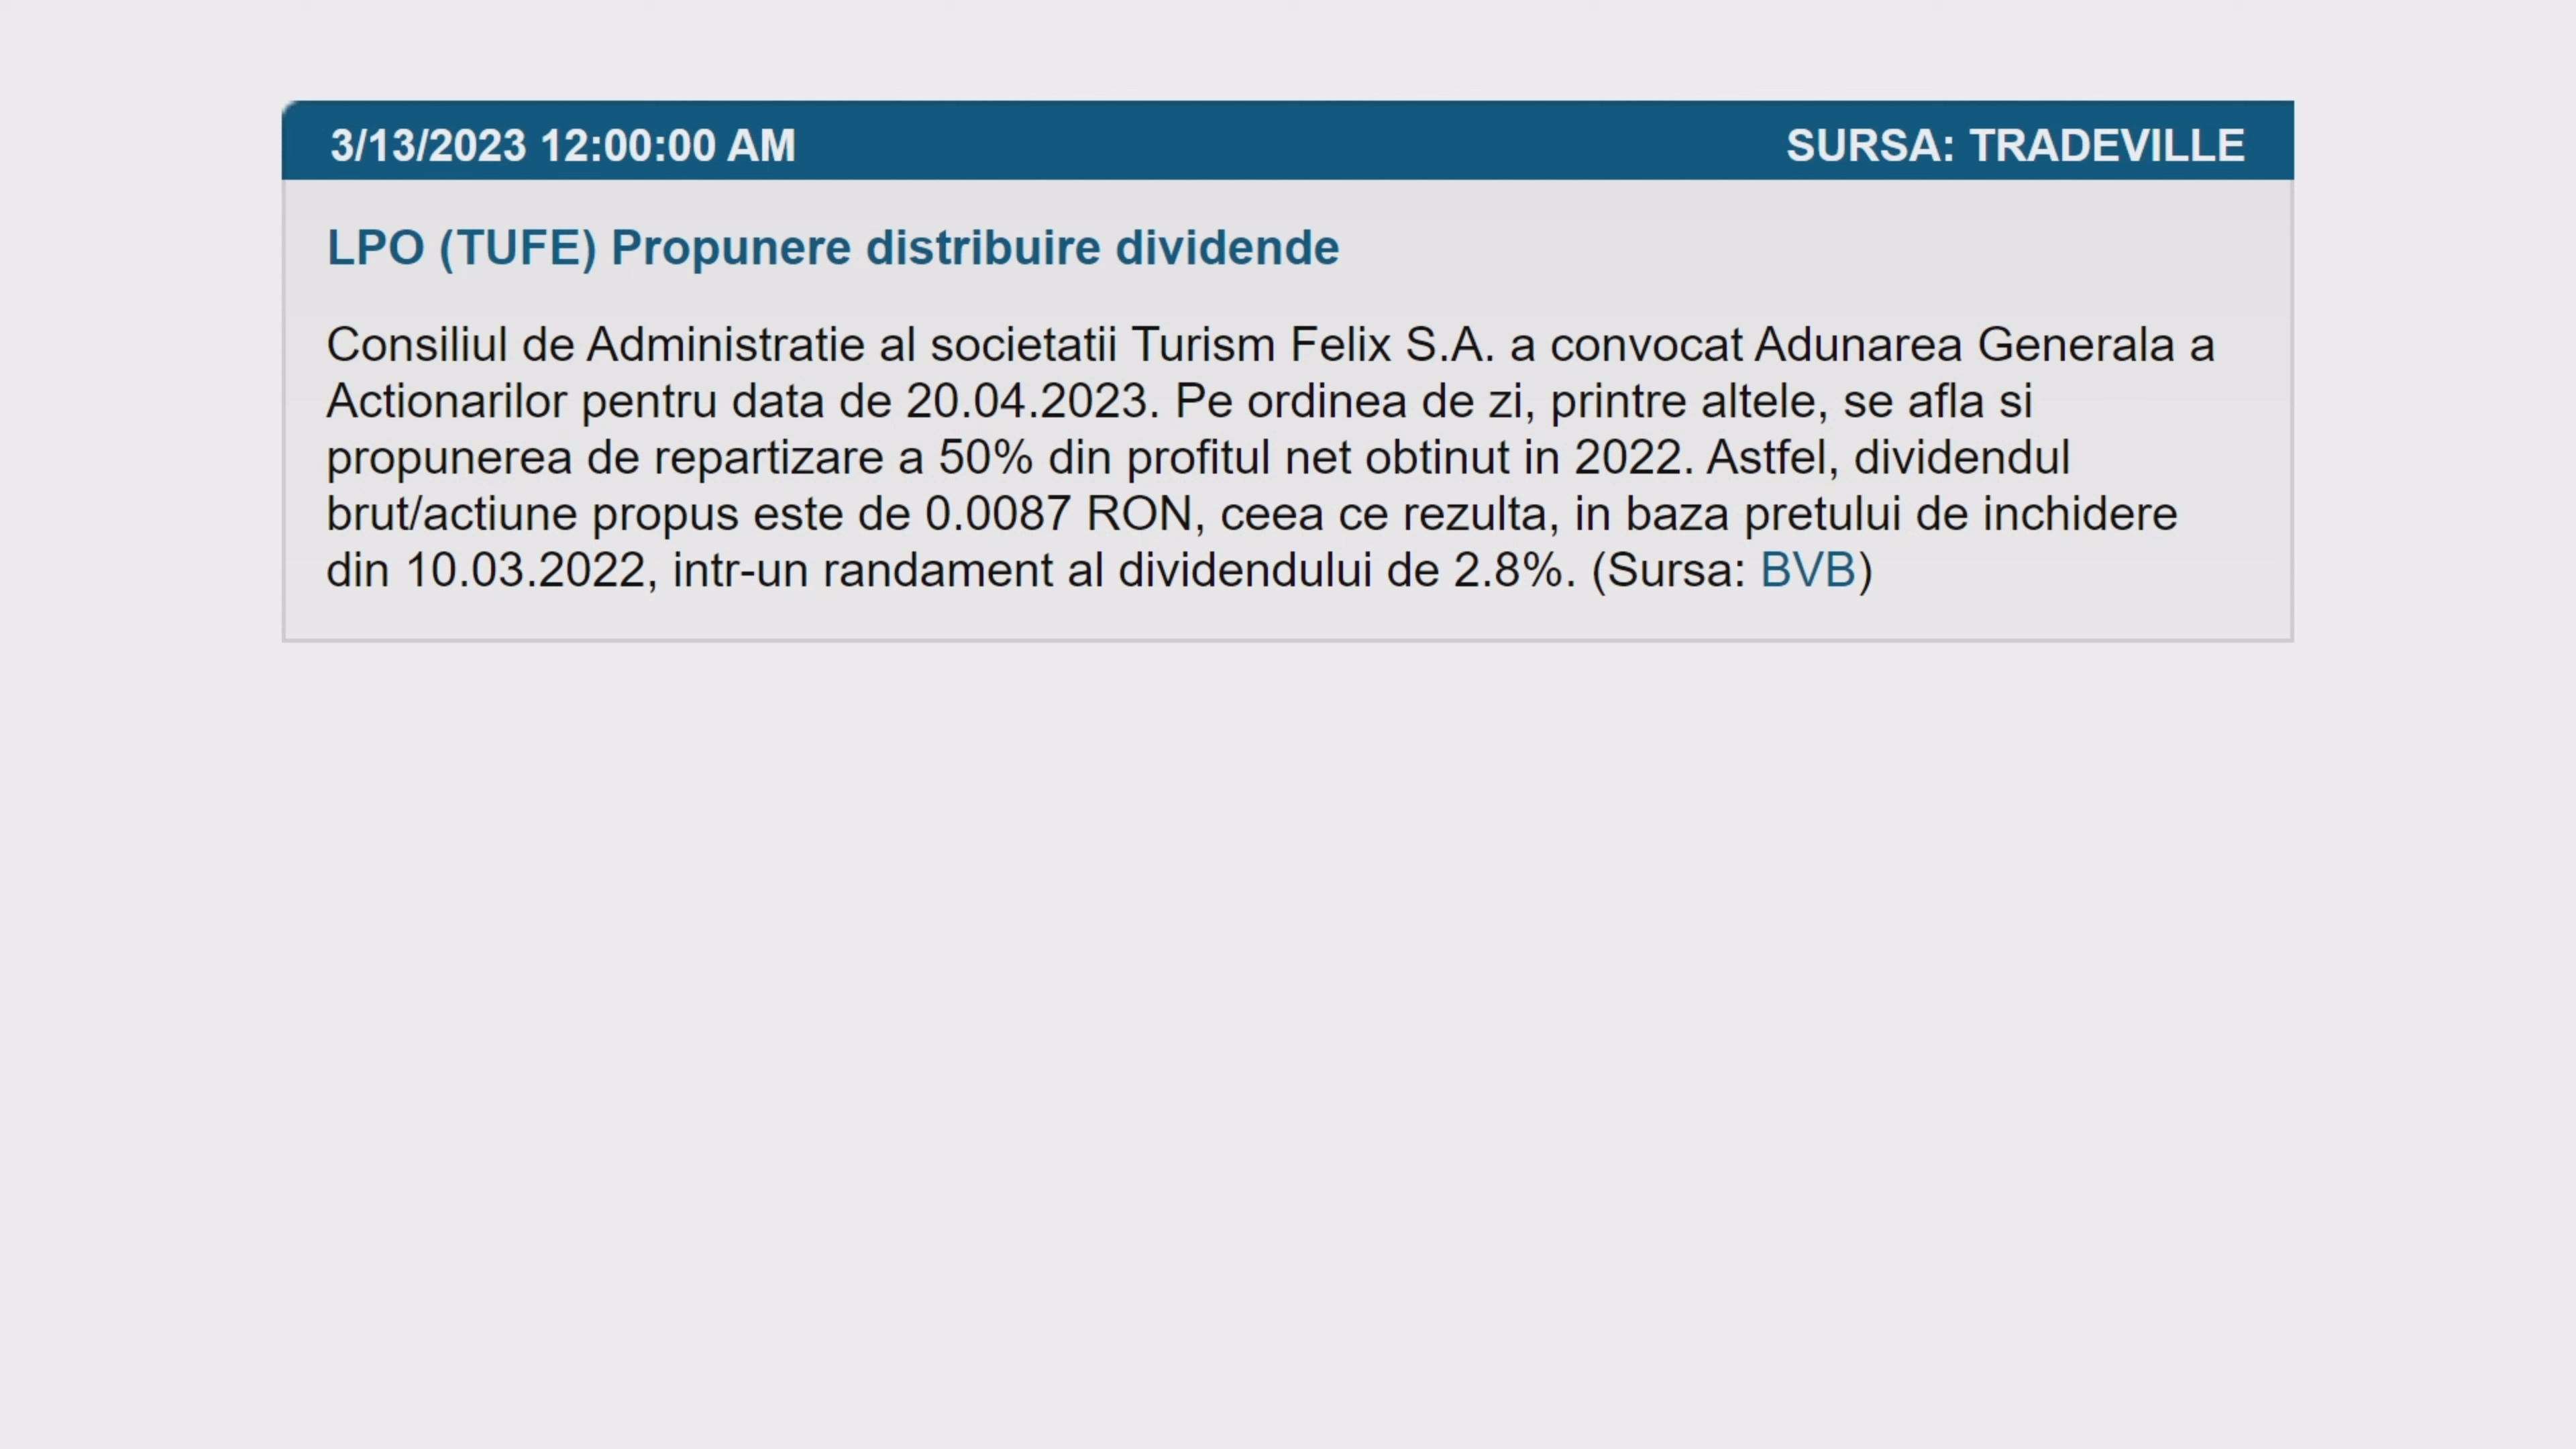 3/13/2023 12:00:00 AM
SURSA: TRADEVILLE
LPO (TUFE) Propunere distribuire dividende
Consiliul de Administratie al societatii Turism Felix S.A. a convocat Adunarea Generala a
Actionarilor pentru data de 20.04.2023. Pe ordinea de zi, printre altele, se afla si
propunerea de repartizare a 50% din profitul net obtinut in 2022. Astfel, dividendul
brut/actiune propus este de 0.0087 RON, ceea ce rezulta, in baza pretului de inchidere
din 10.03.2022, intr-un randament al dividendului de 2.8%. (Sursa: BVB)